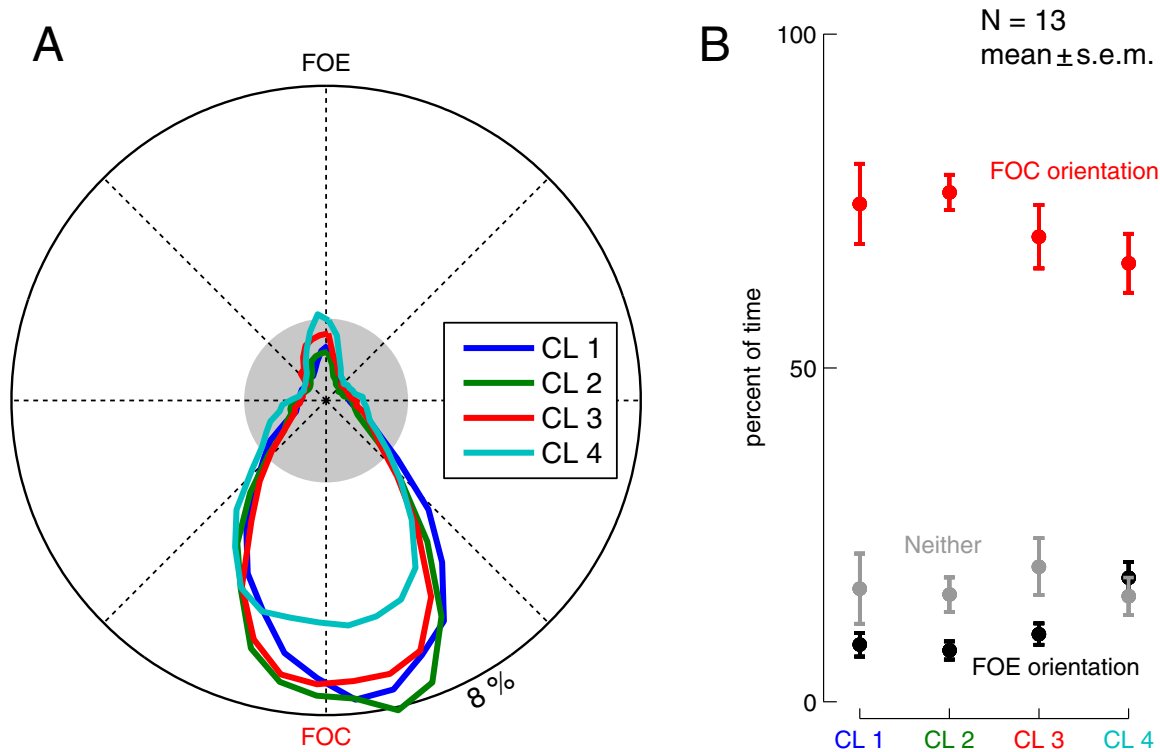 A
FOE
CL 1
CL 2
CL 3
CL 4
8 %
FOC
B
N = 13
mean ± s.e.m.
100
50
0
percent of time
FOC orientation
Neither
FOE orientation
CL 1
CL 2
CL 3
CL 4